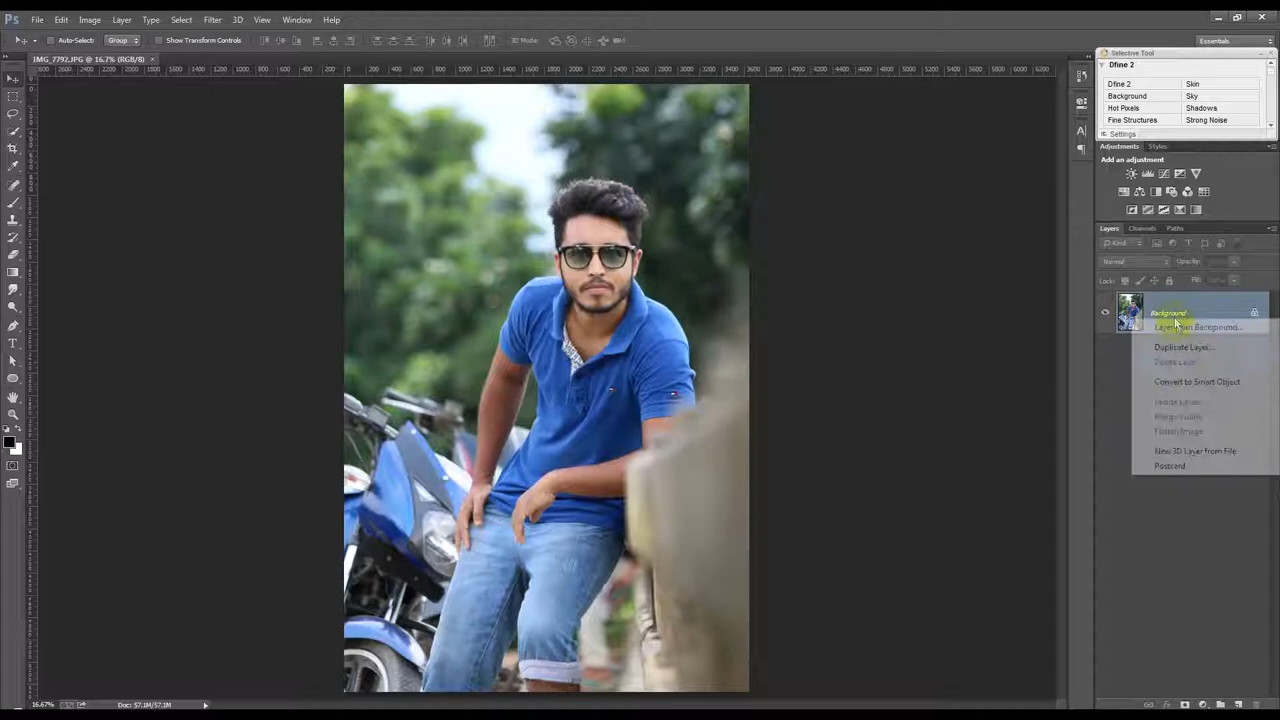 Ps File Edit Image Layer Type Select Filter 3D View Window Help
Auto-Select: Group Show Transform Controls 3D Mode: Essentials
IMG_7792.JPG @ 16.7% (RGB/8) ×
Selective Tool
Dfine 2
Dfine 2 Skin
Background Sky
Hot Pixels Shadows
Fine Structures Strong Noise
Settings
Adjustments Styles
Add an adjustment
Layers Channels Paths
Kind
Normal Opacity:
Lock: Fill:
Background
Layer from Background...
Duplicate Layer...
Delete Layer
Convert to Smart Object
Merge Visible
Flatten Image
New 3D Layer from File
Postcard
16.67% Doc: 57.1M/57.1M